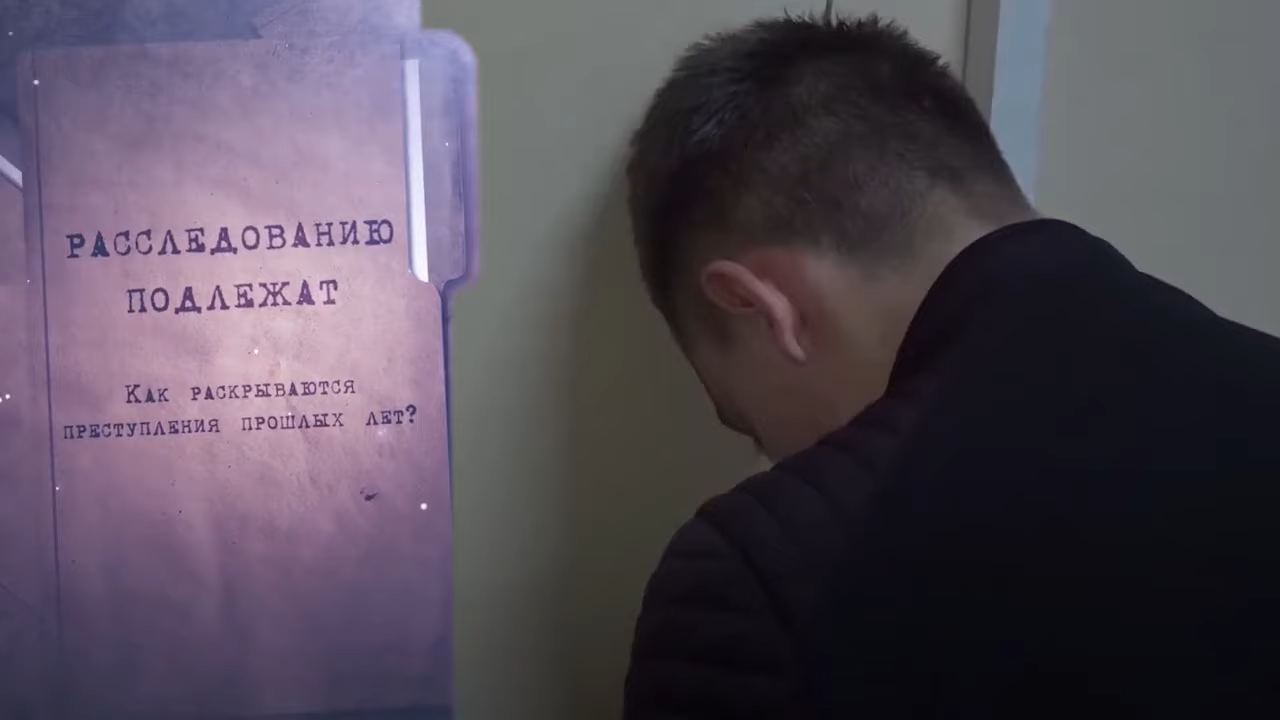 Расследованию
подлежат
Как раскрываются
преступления прошлых лет?